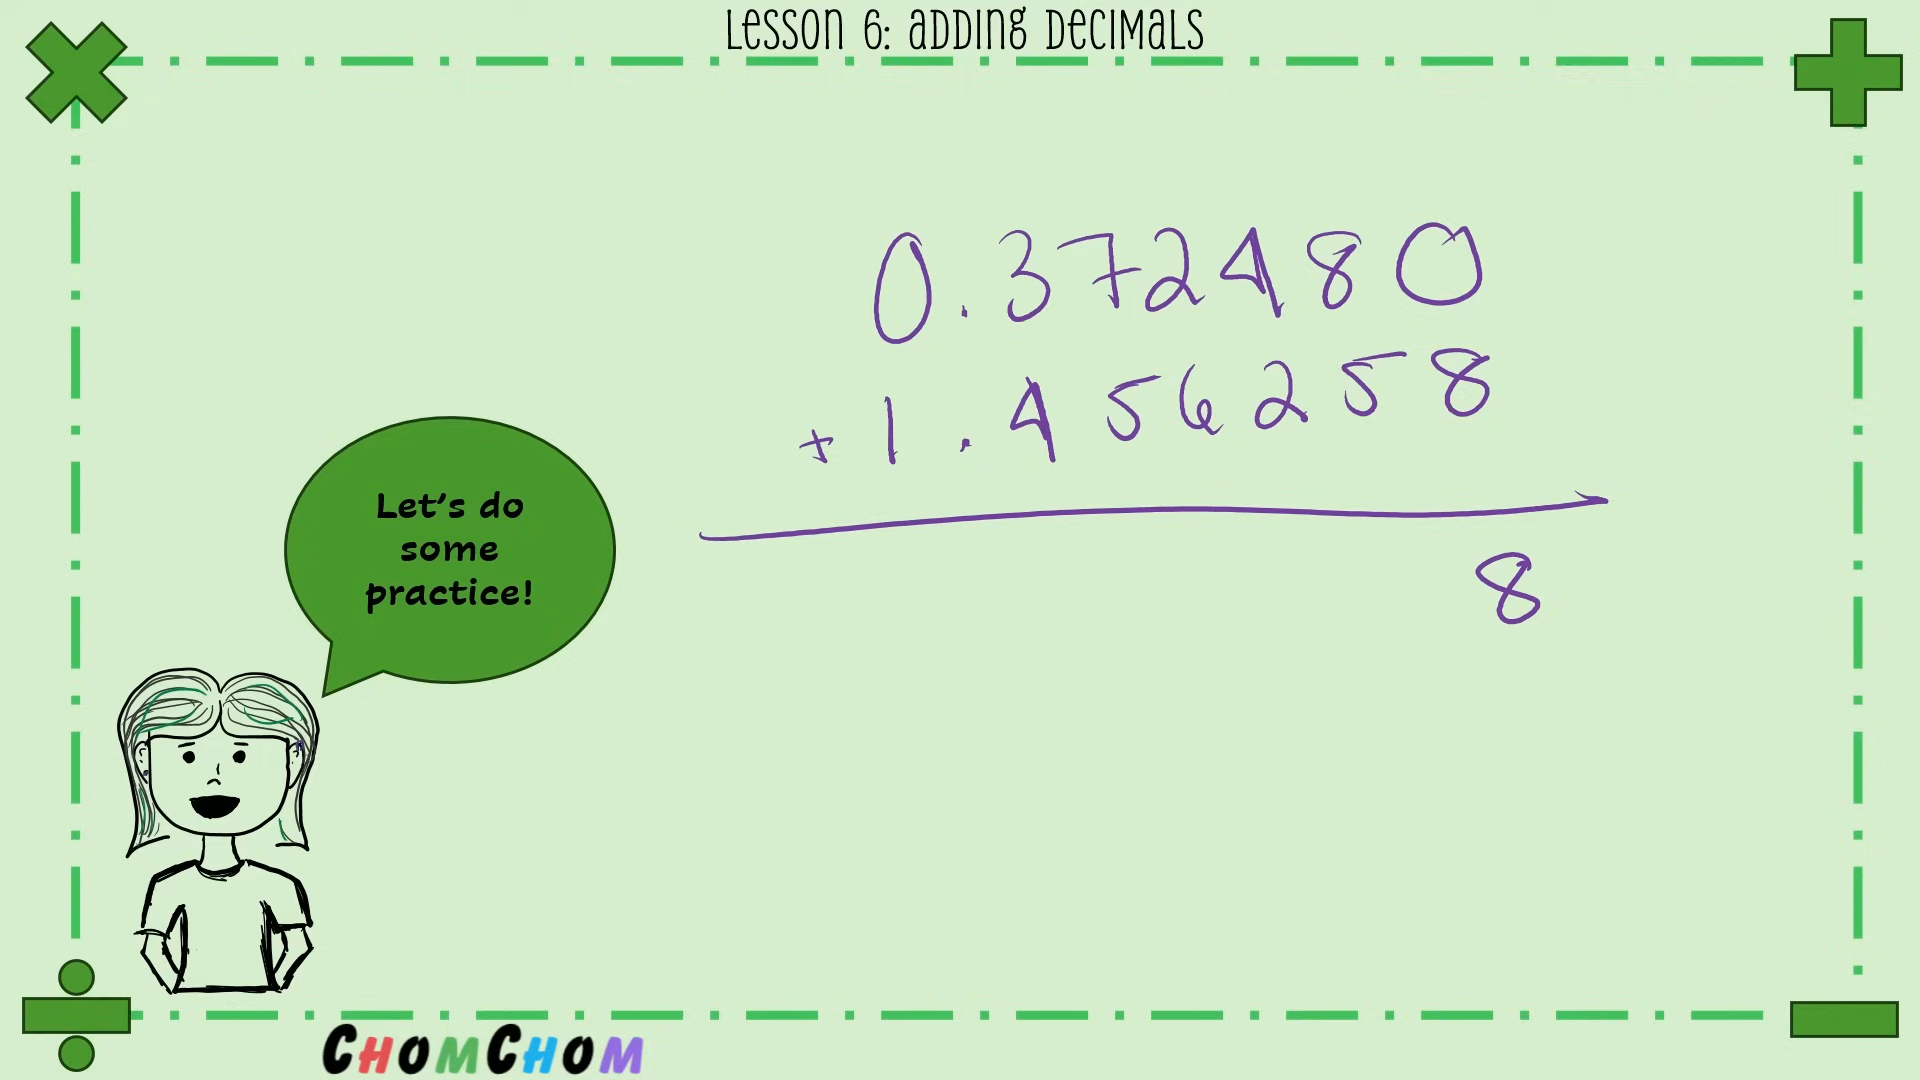 Lesson 6: adding decimals
0.372480
+ 1.456258
8
Let's do
some
practice!
ChomChom